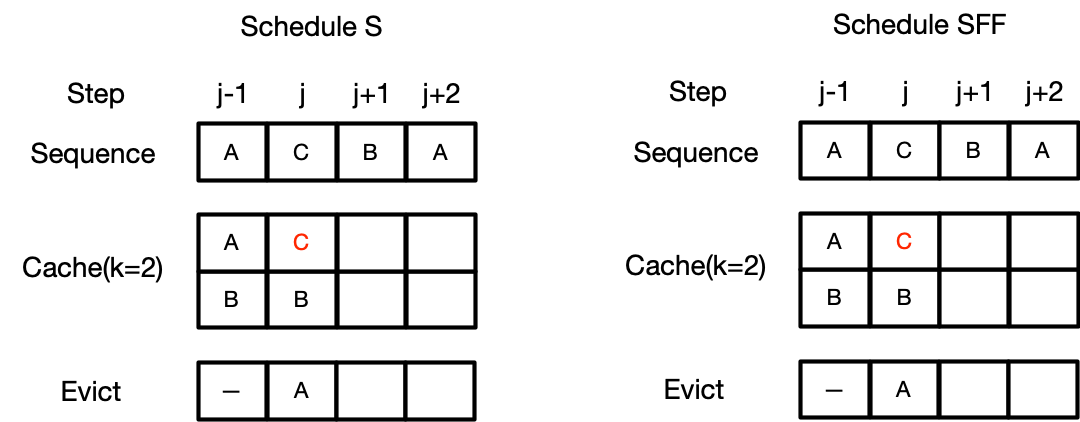 Schedule S
Step j-1 j j+1 j+2
Sequence A C B A
A C
Cache(k=2)
B B
Evict – A
Schedule SFF
Step j-1 j j+1 j+2
Sequence A C B A
A C
Cache(k=2)
B B
Evict – A